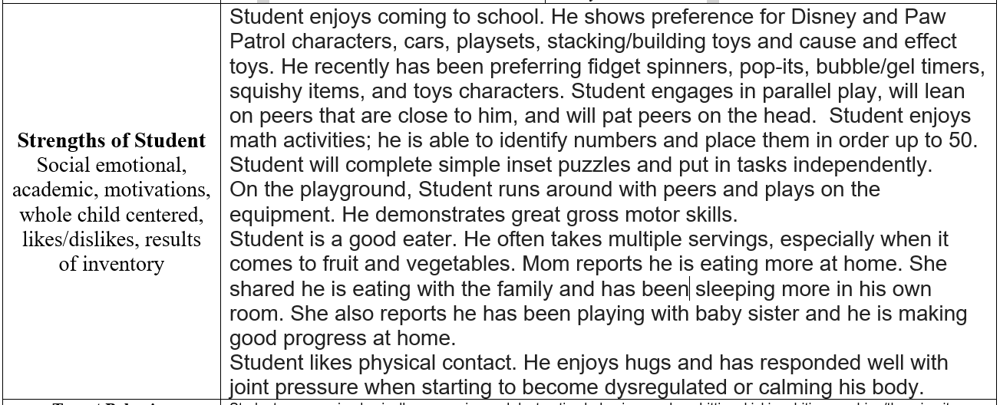 Strengths of Student
Social emotional,
academic, motivations,
whole child centered,
likes/dislikes, results
of inventory
Student enjoys coming to school. He shows preference for Disney and Paw
Patrol characters, cars, playsets, stacking/building toys and cause and effect
toys. He recently has been preferring fidget spinners, pop-its, bubble/gel timers,
squishy items, and toys characters. Student engages in parallel play, will lean
on peers that are close to him, and will pat peers on the head.  Student enjoys
math activities; he is able to identify numbers and place them in order up to 50.
Student will complete simple inset puzzles and put in tasks independently.
On the playground, Student runs around with peers and plays on the
equipment. He demonstrates great gross motor skills.
Student is a good eater. He often takes multiple servings, especially when it
comes to fruit and vegetables. Mom reports he is eating more at home. She
shared he is eating with the family and has been sleeping more in his own
room. She also reports he has been playing with baby sister and he is making
good progress at home.
Student likes physical contact. He enjoys hugs and has responded well with
joint pressure when starting to become dysregulated or calming his body.